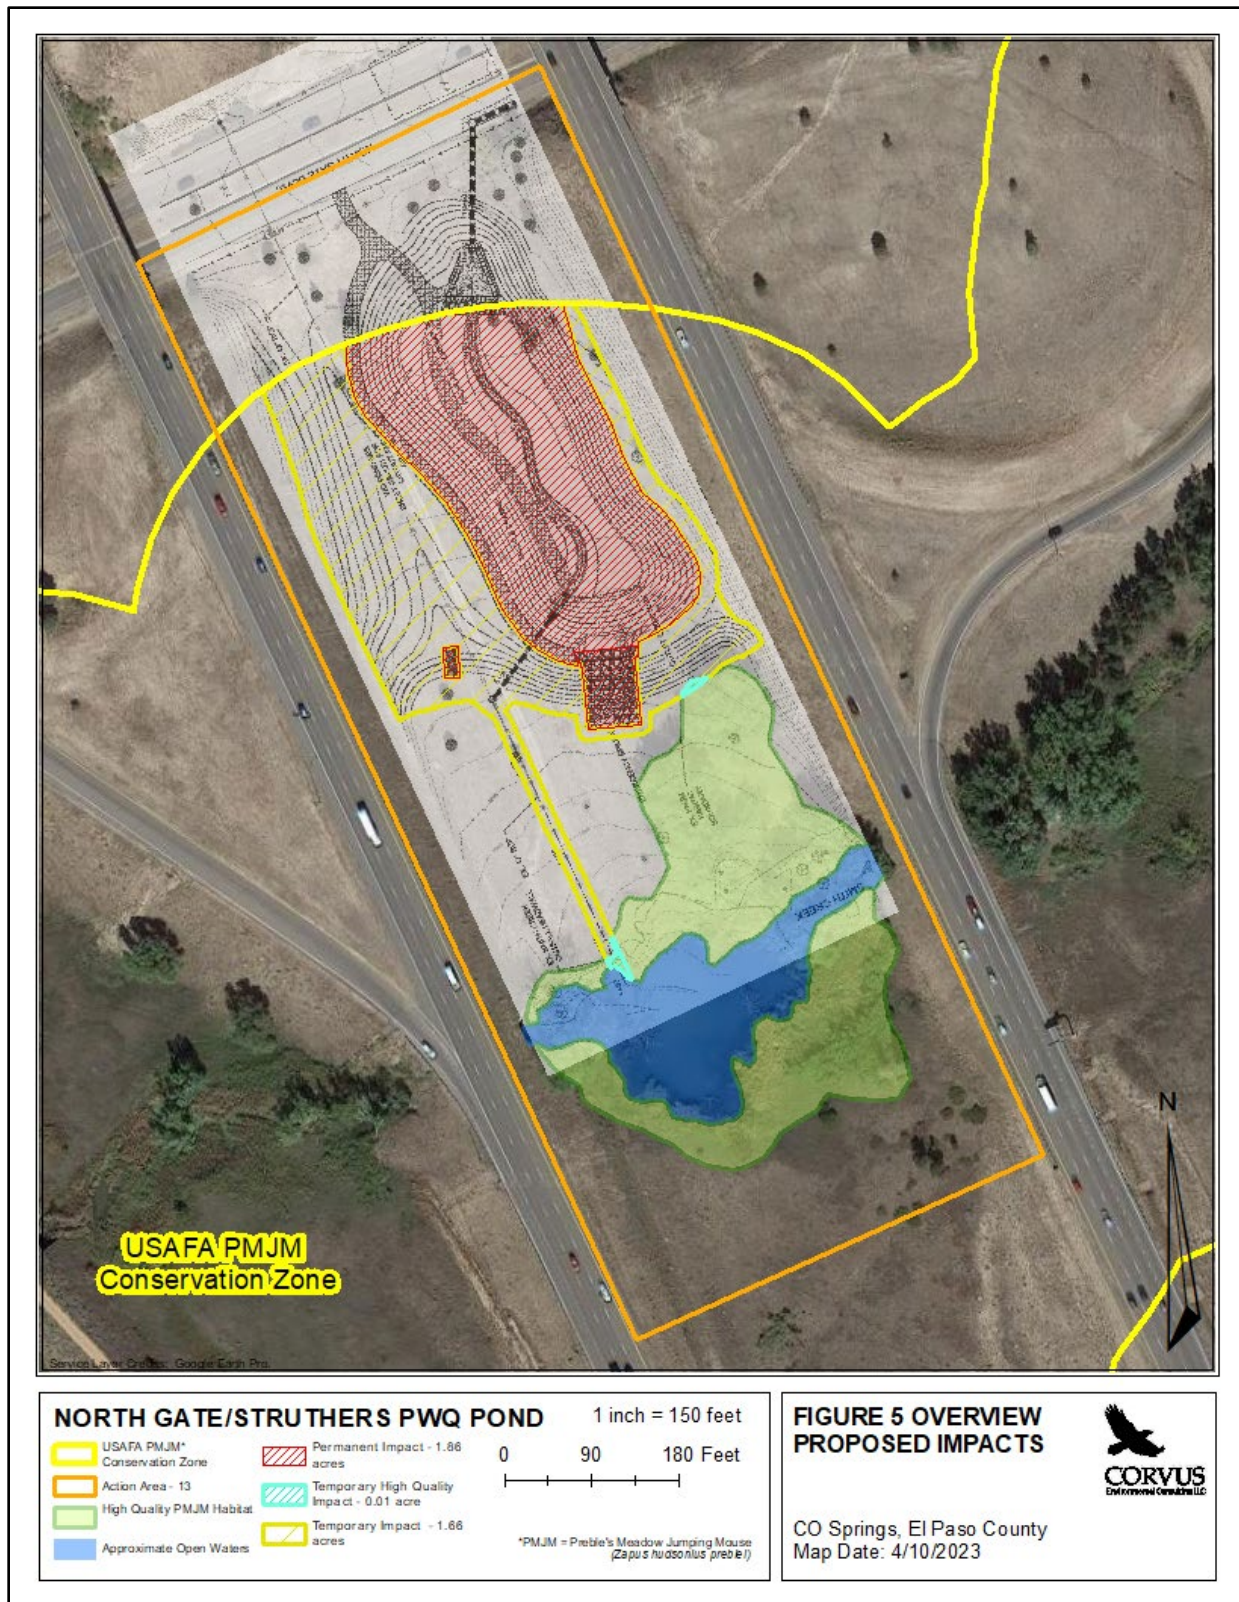 SMITH CREEK
N
USAFA PMJM
Conservation Zone
Service Layer Credits: Google Earth Pro.
NORTH GATE/STRUTHERS PWQ POND
1 inch = 150 feet
USAFA PMJM*
Conservation Zone
Action Area - 13
High Quality PMJM Habitat
Approximate Open Waters
Permanent Impact - 1.86
acres
Temporary High Quality
Impact - 0.01 acre
Temporary Impact - 1.66
acres
0 90 180 Feet
*PMJM = Preble's Meadow Jumping Mouse
(Zapus hudsonius preblei)
FIGURE 5 OVERVIEW
PROPOSED IMPACTS
CORVUS
Environmental Consulting LLC
CO Springs, El Paso County
Map Date: 4/10/2023